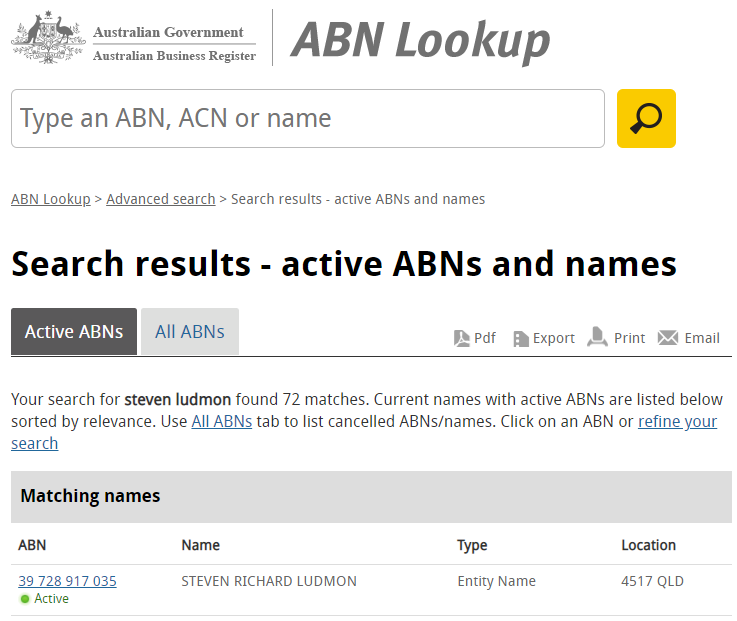 Australian Government
Australian Business Register
ABN Lookup
Type an ABN, ACN or name
ABN Lookup > Advanced search > Search results - active ABNs and names
Search results - active ABNs and names
Active ABNs All ABNs Pdf Export Print Email
Your search for steven ludmon found 72 matches. Current names with active ABNs are listed below
sorted by relevance. Use All ABNs tab to list cancelled ABNs/names. Click on an ABN or refine your
search
Matching names
ABN Name Type Location
39 728 917 035 STEVEN RICHARD LUDMON Entity Name 4517 QLD
Active